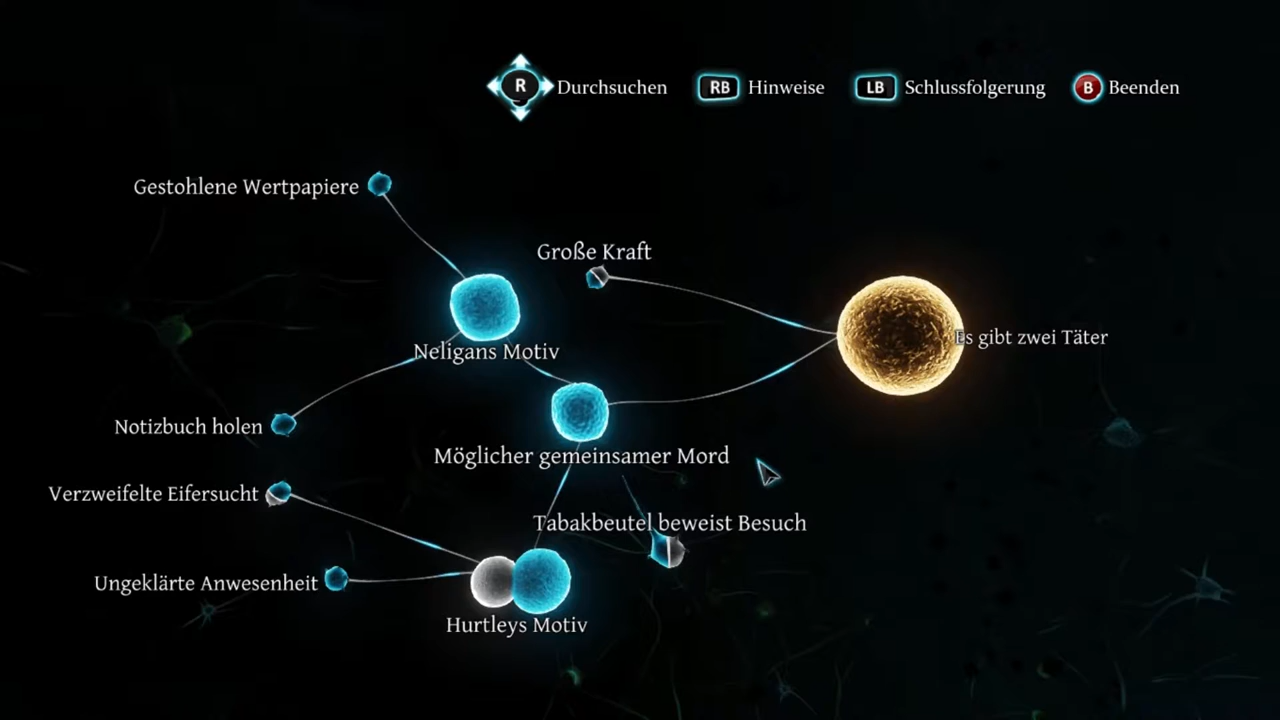 R Durchsuchen RB Hinweise LB Schlussfolgerung B Beenden
Gestohlene Wertpapiere
Große Kraft
Es gibt zwei Täter
Neligans Motiv
Notizbuch holen
Möglicher gemeinsamer Mord
Verzweifelte Eifersucht
Tabakbeutel beweist Besuch
Ungeklärte Anwesenheit
Hurtleys Motiv